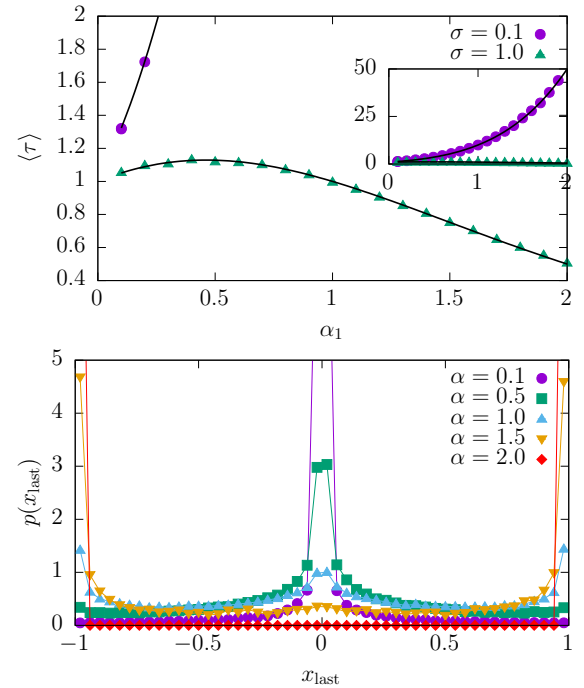 2
1.8
1.6
1.4
1.2
1
0.8
0.6
0.4
⟨τ⟩
0 0.5 1 1.5 2
α₁
σ = 0.1
σ = 1.0
50
25
0
0 1 2
5
4
3
2
1
0
p(x_last)
−1 −0.5 0 0.5 1
x_last
α = 0.1
α = 0.5
α = 1.0
α = 1.5
α = 2.0